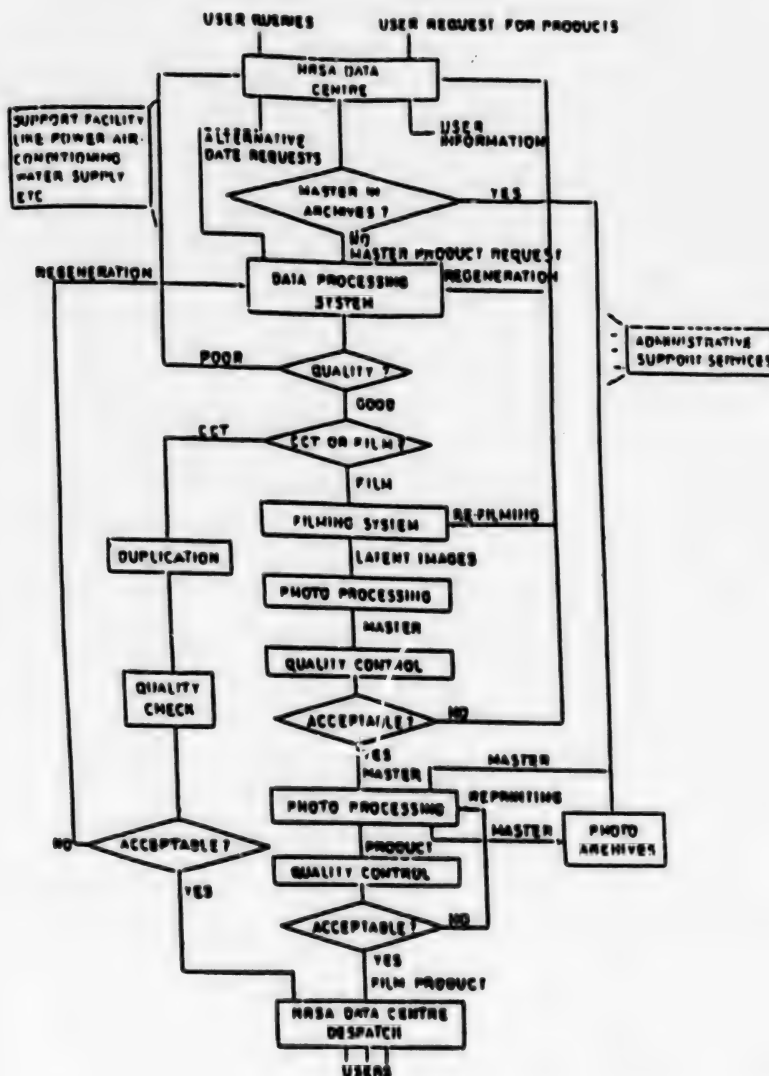 USER QUERIES
USER REQUEST FOR PRODUCTS
NRSA DATA
CENTRE
SUPPORT FACILITY
LIKE POWER AIR-
CONDITIONING
WATER SUPPLY
ETC
ALTERNATIVE
DATE REQUESTS
USER
INFORMATION
MASTER IN
ARCHIVES ?
YES
NO
MASTER PRODUCT REQUEST
REGENERATION
DATA PROCESSING
SYSTEM
REGENERATION
ADMINISTRATIVE
SUPPORT SERVICES
POOR
QUALITY ?
GOOD
CCT
CCT OR FILM ?
FILM
FILMING SYSTEM
RE-FILMING
DUPLICATION
LATENT IMAGES
PHOTO PROCESSING
MASTER
QUALITY CONTROL
QUALITY
CHECK
ACCEPTABLE ?
NO
YES
MASTER
MASTER
PHOTO PROCESSING
REPRINTING
MASTER
PHOTO
ARCHIVES
NO
ACCEPTABLE ?
PRODUCT
QUALITY CONTROL
YES
ACCEPTABLE ?
NO
YES
FILM PRODUCT
NRSA DATA CENTRE
DESPATCH
USERS